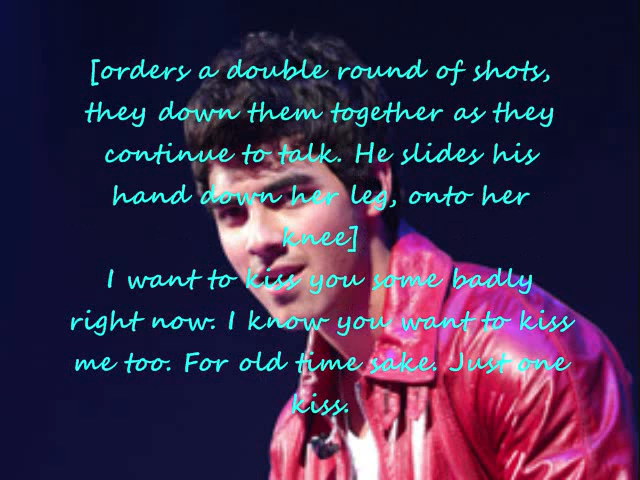 [orders a double round of shots,
they down them together as they
continue to talk. He slides his
hand down her leg, onto her
knee]
I want to kiss you some badly
right now. I know you want to kiss
me too. For old time sake. Just one
kiss.